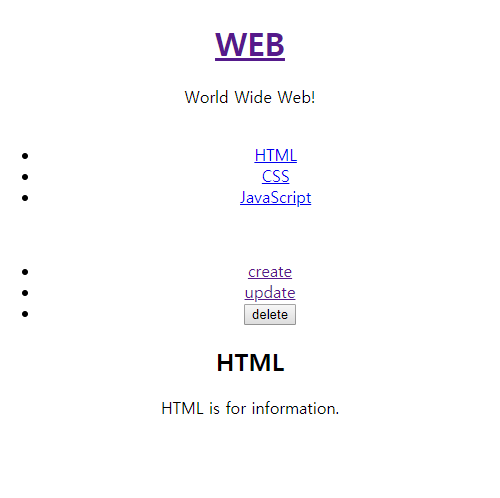 WEB
World Wide Web!
HTML
CSS
JavaScript
create
update
delete
HTML
HTML is for information.